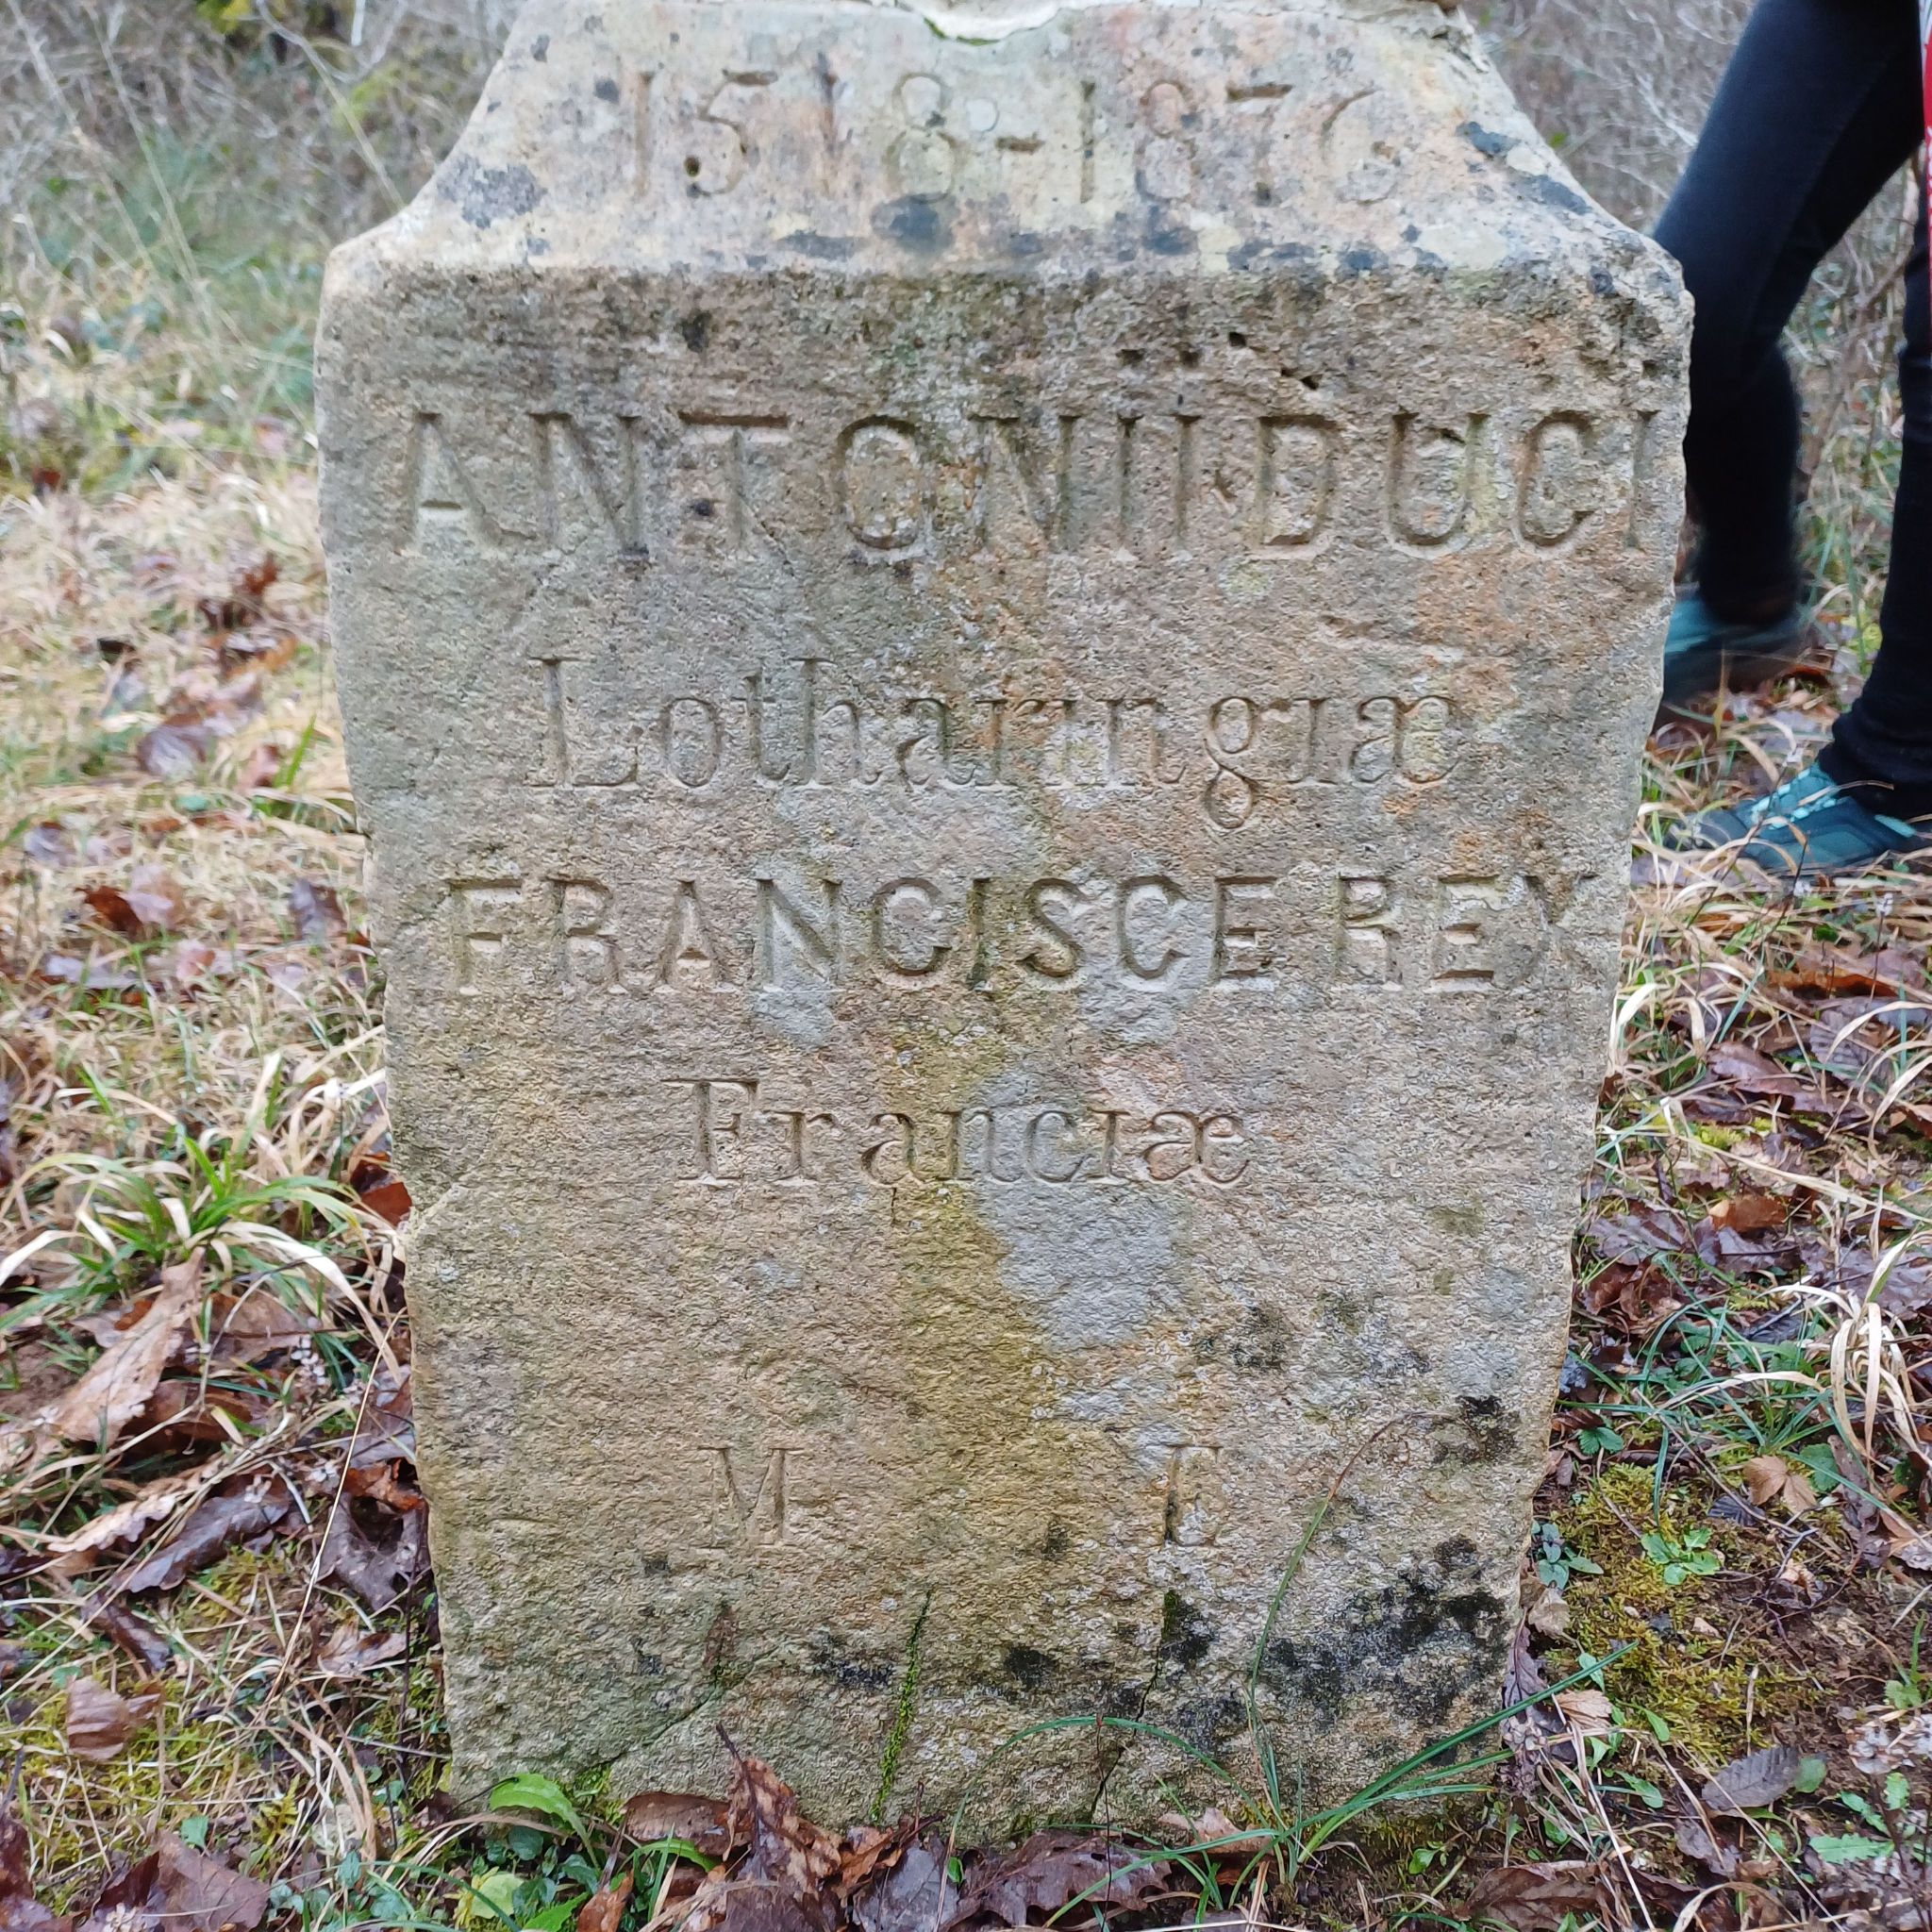 1518-1876
ANTONII DUCI
Lotharingiæ
FRANCISCE REX
Franciæ
M F